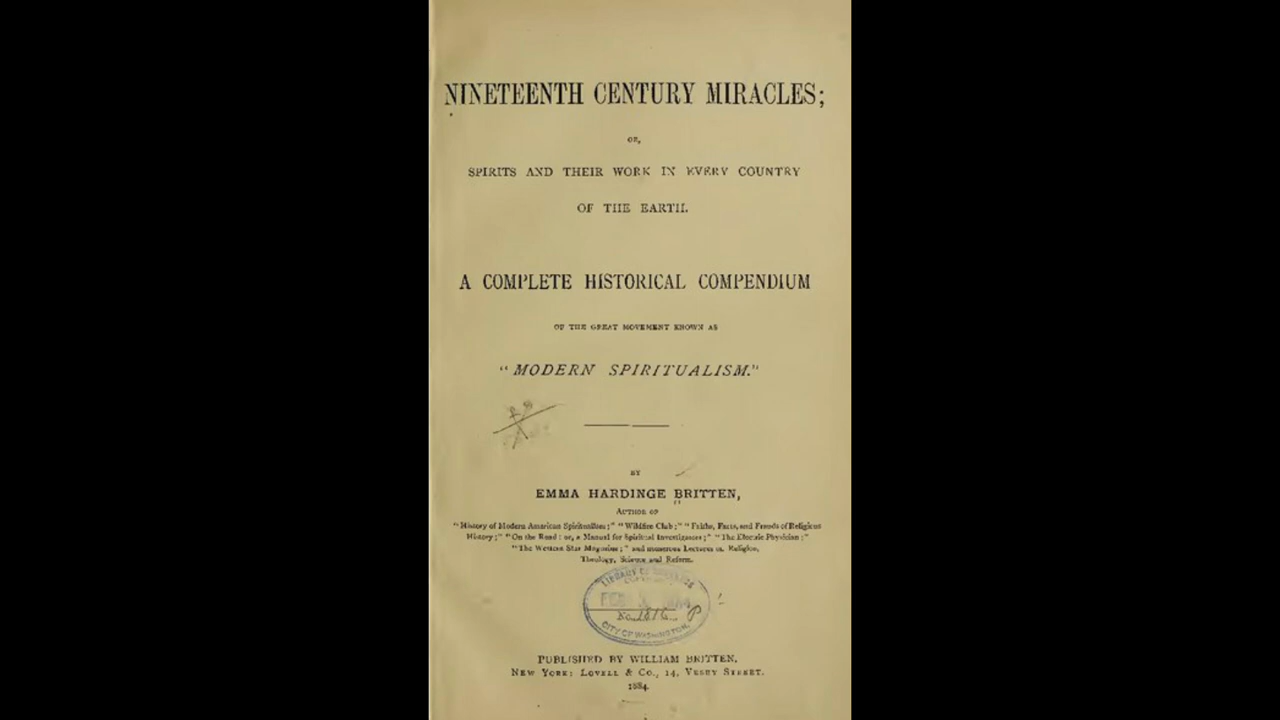 NINETEENTH CENTURY MIRACLES;
OR,
SPIRITS AND THEIR WORK IN EVERY COUNTRY
OF THE EARTH.
A COMPLETE HISTORICAL COMPENDIUM
OF THE GREAT MOVEMENT KNOWN AS
"MODERN SPIRITUALISM."
BY
EMMA HARDINGE BRITTEN,
AUTHOR OF
"History of Modern American Spiritualism;" "Wildfire Club;" "Faiths, Facts, and Frauds of Religious
History;" "On the Road: or, a Manual for Spiritual Investigators;" "The Electric Physician:"
"The Western Star Magazine;" and numerous Lectures on Religion,
Theology, Science and Reform.
LIBRARY OF
CITY OF WASHINGTON.
PUBLISHED BY WILLIAM BRITTEN,
NEW YORK: LOVELL & CO., 14, VESEY STREET.
1884.